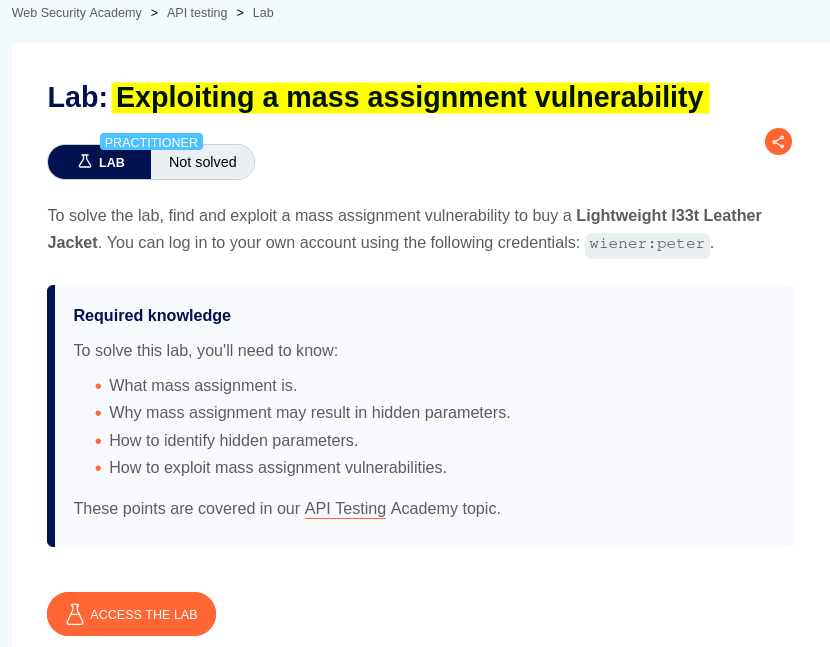 Web Security Academy > API testing > Lab
Lab: Exploiting a mass assignment vulnerability
PRACTITIONER
LAB Not solved
To solve the lab, find and exploit a mass assignment vulnerability to buy a Lightweight l33t Leather
Jacket. You can log in to your own account using the following credentials: wiener:peter.
Required knowledge
To solve this lab, you'll need to know:
• What mass assignment is.
• Why mass assignment may result in hidden parameters.
• How to identify hidden parameters.
• How to exploit mass assignment vulnerabilities.
These points are covered in our API Testing Academy topic.
ACCESS THE LAB